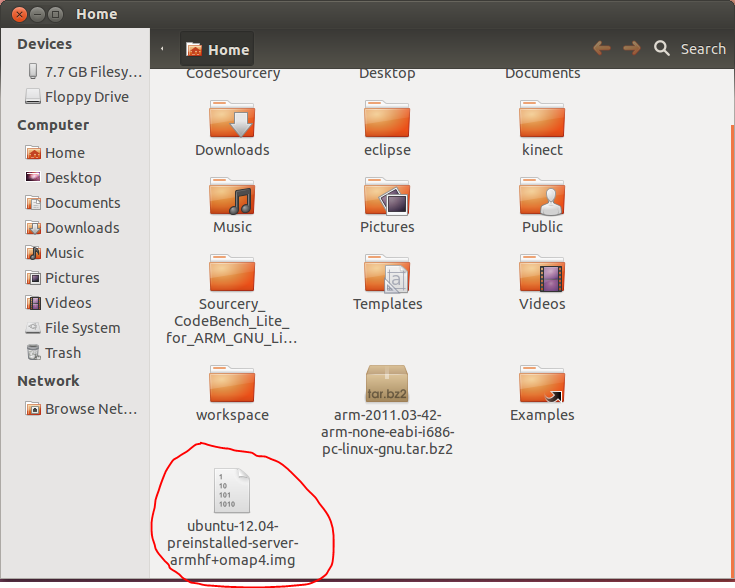 Home
Devices
7.7 GB Filesy...
Floppy Drive
Computer
Home
Desktop
Documents
Downloads
Music
Pictures
Videos
File System
Trash
Network
Browse Net...
Home
Search
CodeSourcery
Desktop
Documents
Downloads
eclipse
kinect
Music
Pictures
Public
Sourcery_
CodeBench_Lite_
for_ARM_GNU_Li...
a
Templates
Videos
workspace
tar.bz2
arm-2011.03-42-
arm-none-eabi-i686-
pc-linux-gnu.tar.bz2
Examples
1
10
101
1010
ubuntu-12.04-
preinstalled-server-
armhf+omap4.img